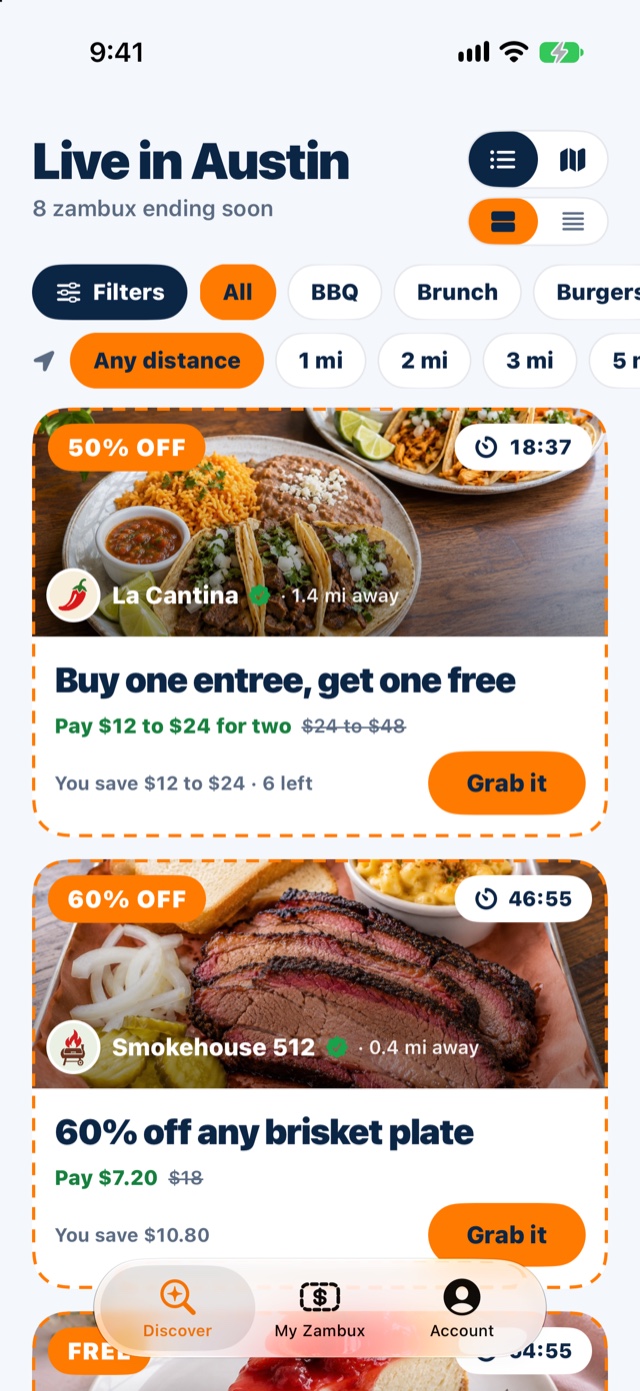 9:41
Live in Austin
8 zambux ending soon
Filters All BBQ Brunch Burgers
Any distance 1 mi 2 mi 3 mi
50% OFF 18:37
La Cantina · 1.4 mi away
Buy one entree, get one free
Pay $12 to $24 for two $24 to $48
You save $12 to $24 · 6 left Grab it
60% OFF 46:55
Smokehouse 512 · 0.4 mi away
60% off any brisket plate
Pay $7.20 $18
You save $10.80 Grab it
FREE
Discover My Zambux Account